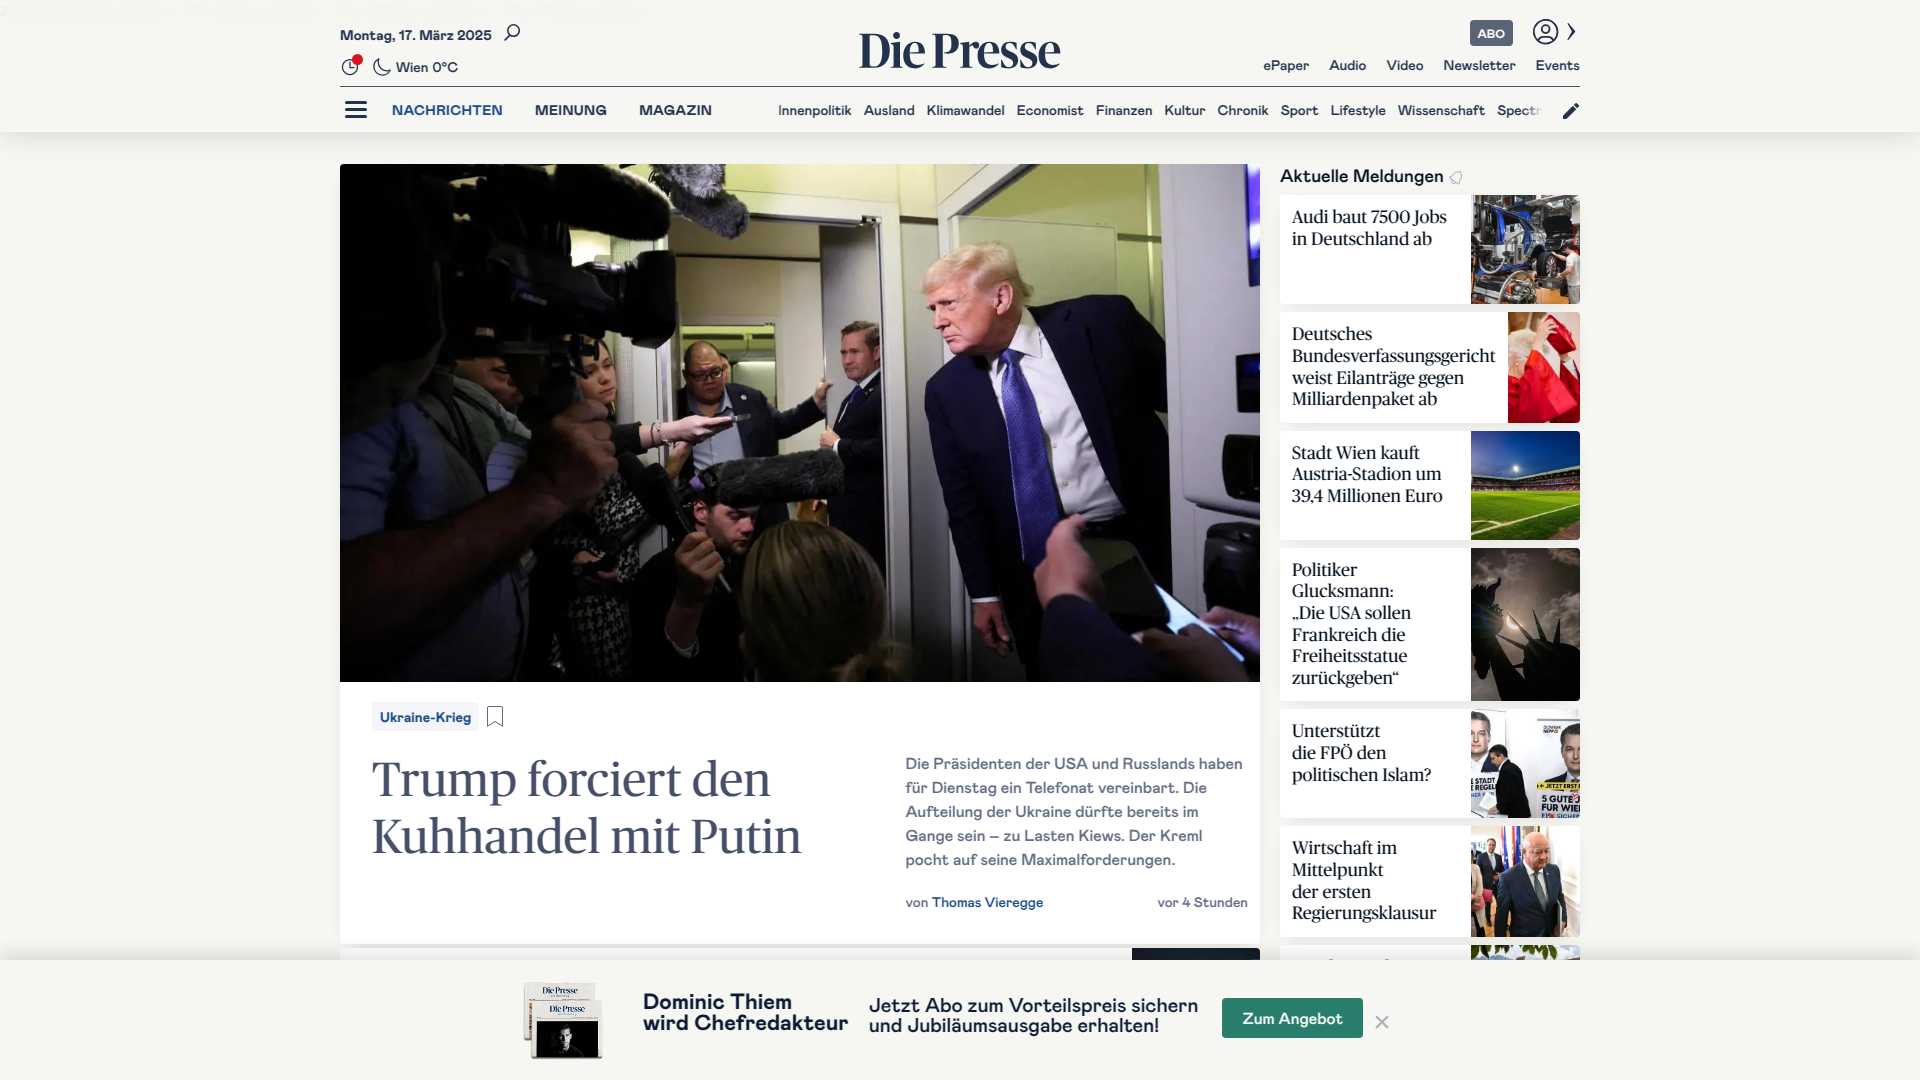 Montag, 17. März 2025
Wien 0°C
Die Presse
ABO
ePaper Audio Video Newsletter Events
NACHRICHTEN MEINUNG MAGAZIN
Innenpolitik Ausland Klimawandel Economist Finanzen Kultur Chronik Sport Lifestyle Wissenschaft Spectr
Ukraine-Krieg
Trump forciert den
Kuhhandel mit Putin
Die Präsidenten der USA und Russlands haben
für Dienstag ein Telefonat vereinbart. Die
Aufteilung der Ukraine dürfte bereits im
Gange sein – zu Lasten Kiews. Der Kreml
pocht auf seine Maximalforderungen.
von Thomas Vieregge
vor 4 Stunden
Aktuelle Meldungen
Audi baut 7500 Jobs
in Deutschland ab
Deutsches
Bundesverfassungsgericht
weist Eilanträge gegen
Milliardenpaket ab
Stadt Wien kauft
Austria-Stadion um
39,4 Millionen Euro
Politiker
Glucksmann:
„Die USA sollen
Frankreich die
Freiheitsstatue
zurückgeben“
Unterstützt
die FPÖ den
politischen Islam?
Wirtschaft im
Mittelpunkt
der ersten
Regierungsklausur
Die Presse
Die Presse
Dominic Thiem
wird Chefredakteur
Jetzt Abo zum Vorteilspreis sichern
und Jubiläumsausgabe erhalten!
Zum Angebot